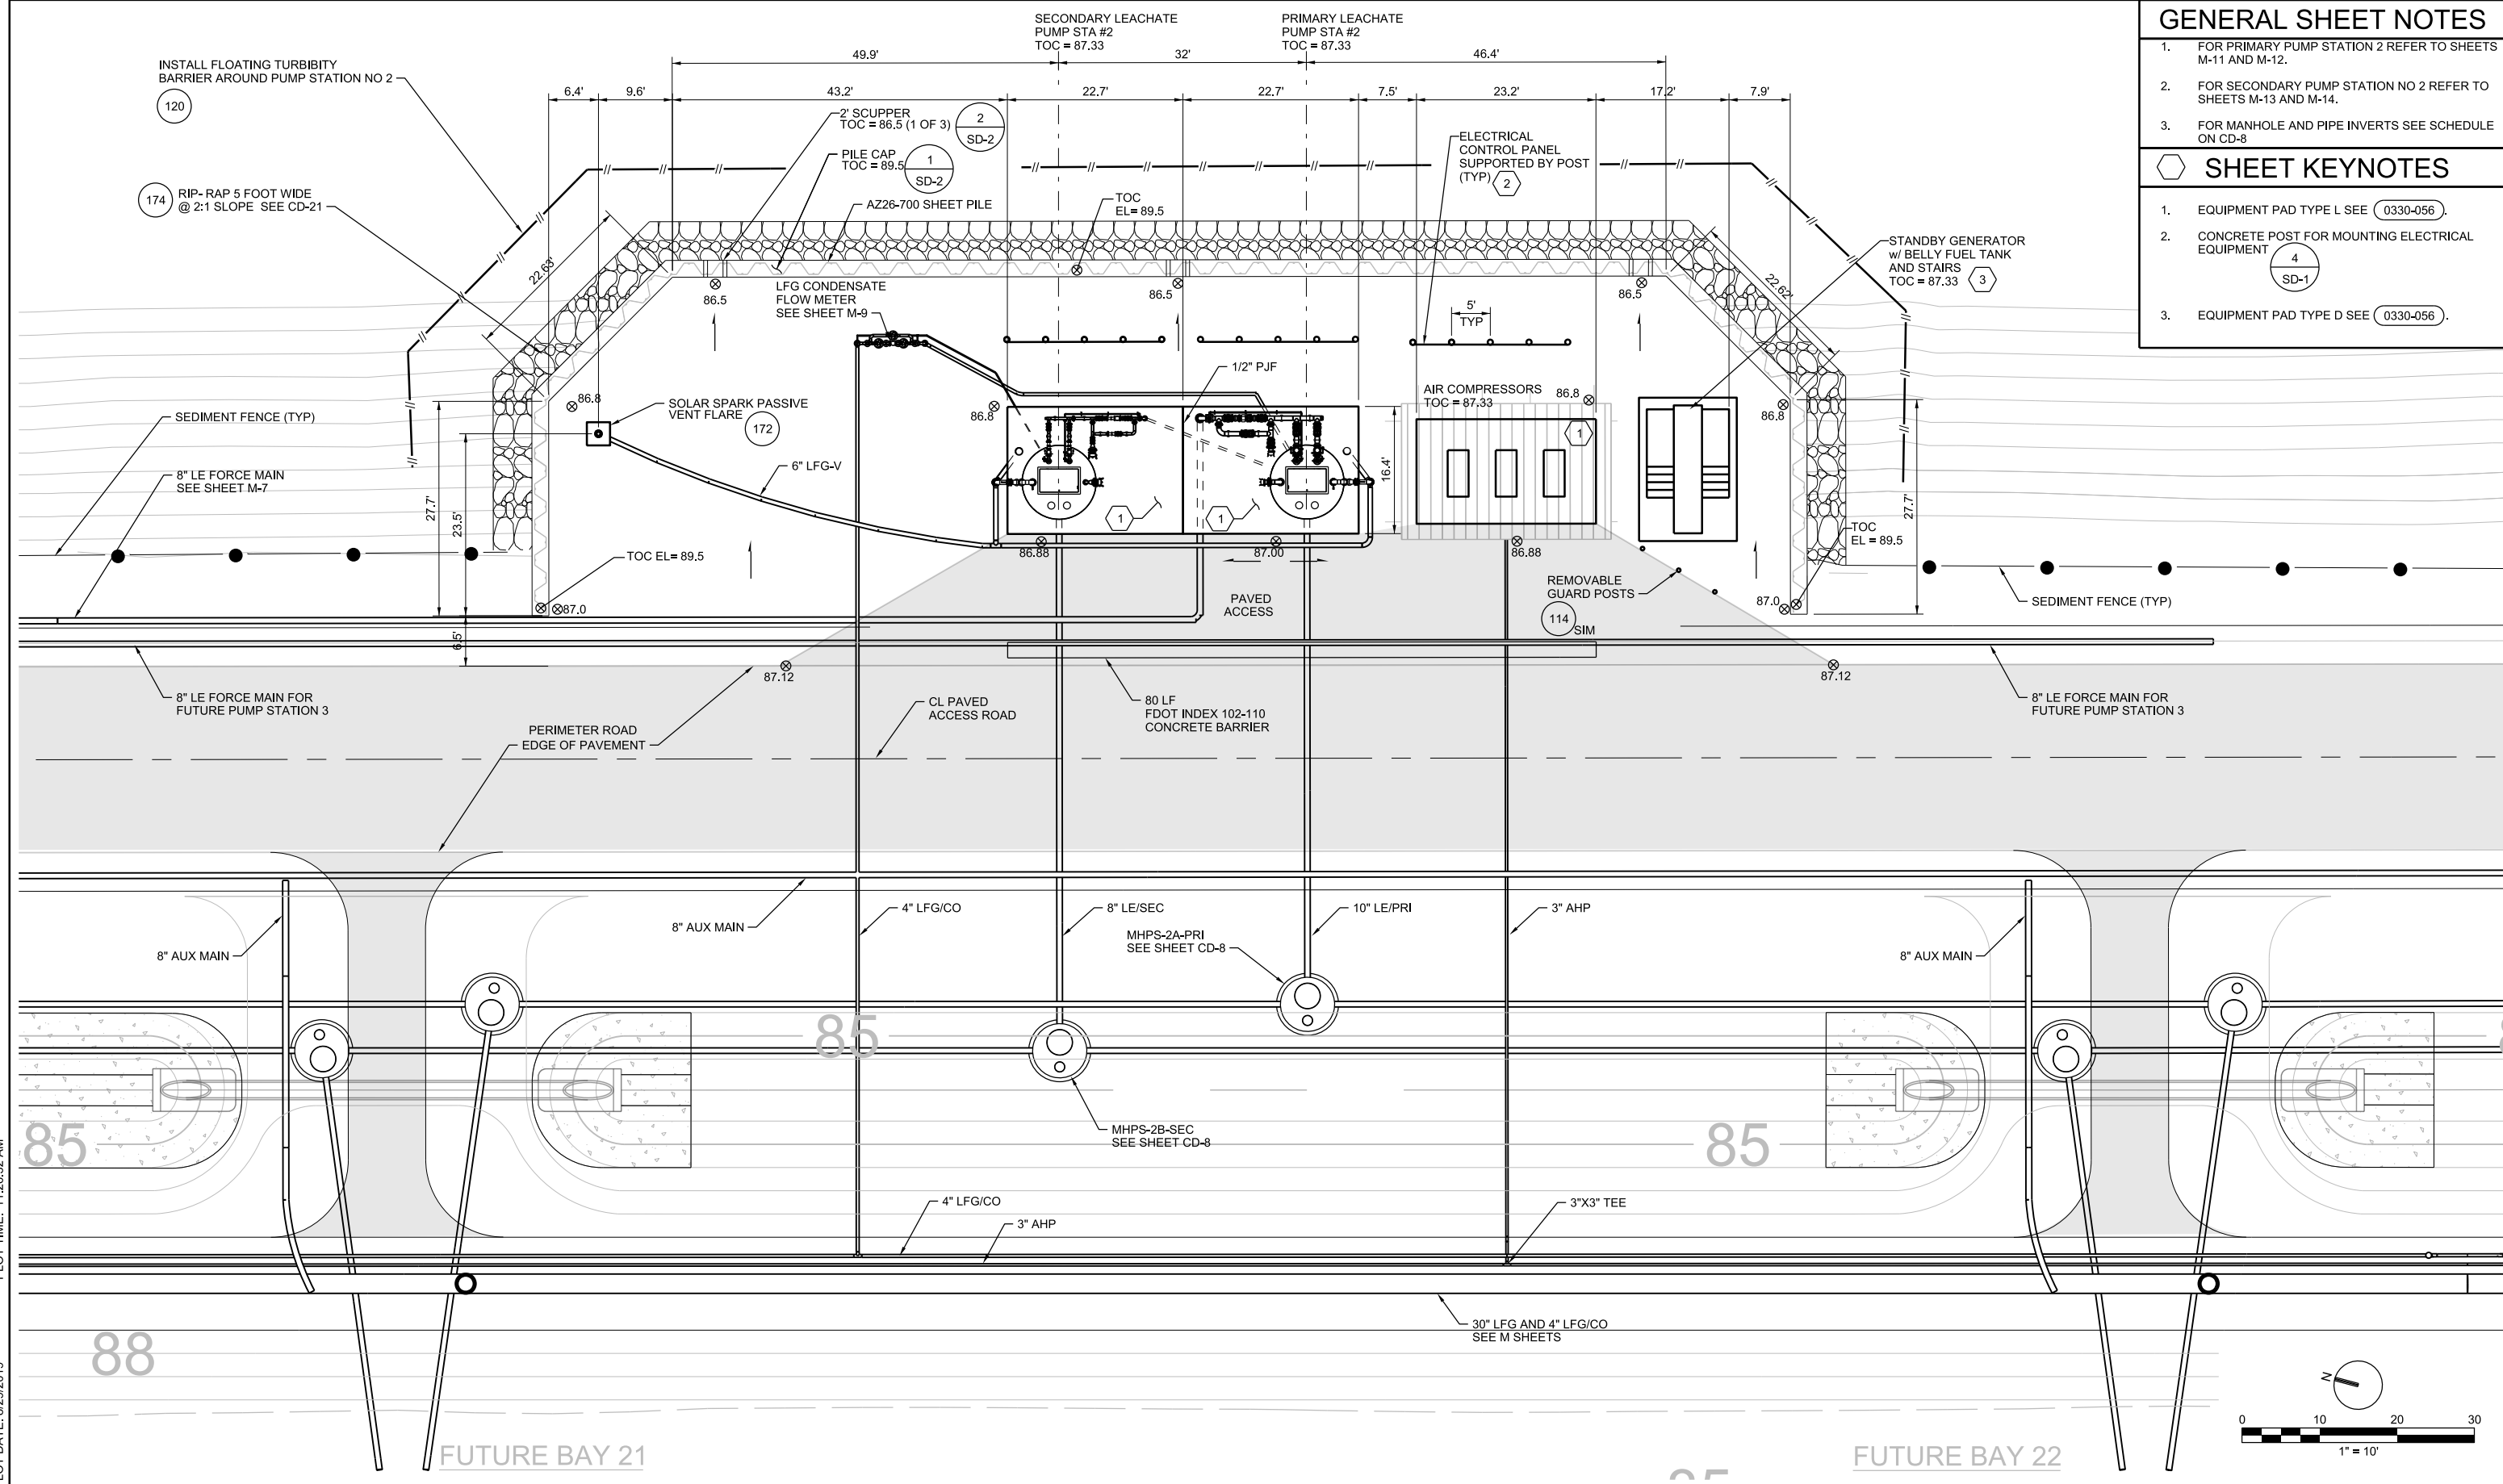 SECONDARY LEACHATE
PUMP STA #2
TOC = 87.33
PRIMARY LEACHATE
PUMP STA #2
TOC = 87.33
49.9'
32'
46.4'
6.4'
9.6'
43.2'
22.7'
22.7'
7.5'
23.2'
17.2'
7.9'
INSTALL FLOATING TURBIBITY
BARRIER AROUND PUMP STATION NO 2
120
174
RIP-RAP 5 FOOT WIDE
@ 2:1 SLOPE SEE CD-21
2' SCUPPER
TOC = 86.5 (1 OF 3)
2
SD-2
PILE CAP
TOC = 89.5
1
SD-2
AZ26-700 SHEET PILE
TOC
EL= 89.5
ELECTRICAL
CONTROL PANEL
SUPPORTED BY POST
(TYP)
2
STANDBY GENERATOR
w/ BELLY FUEL TANK
AND STAIRS
TOC = 87.33
3
22.63'
22.62'
86.5
86.5
86.5
LFG CONDENSATE
FLOW METER
SEE SHEET M-9
5'
TYP
1/2" PJF
AIR COMPRESSORS
TOC = 87.33
86.8
86.8
86.8
86.8
SOLAR SPARK PASSIVE
VENT FLARE
172
SEDIMENT FENCE (TYP)
8" LE FORCE MAIN
SEE SHEET M-7
6" LFG-V
27.7'
23.5'
16.4'
27.7'
1
1
1
86.88
87.00
86.88
TOC EL= 89.5
TOC
EL = 89.5
87.0
87.0
PAVED
ACCESS
REMOVABLE
GUARD POSTS
114
SIM
SEDIMENT FENCE (TYP)
6.5'
87.12
87.12
8" LE FORCE MAIN FOR
FUTURE PUMP STATION 3
PERIMETER ROAD
EDGE OF PAVEMENT
CL PAVED
ACCESS ROAD
80 LF
FDOT INDEX 102-110
CONCRETE BARRIER
8" LE FORCE MAIN FOR
FUTURE PUMP STATION 3
8" AUX MAIN
8" AUX MAIN
4" LFG/CO
8" LE/SEC
MHPS-2A-PRI
SEE SHEET CD-8
10" LE/PRI
3" AHP
8" AUX MAIN
85
85
85
MHPS-2B-SEC
SEE SHEET CD-8
4" LFG/CO
3" AHP
3"X3" TEE
30" LFG AND 4" LFG/CO
SEE M SHEETS
88
FUTURE BAY 21
FUTURE BAY 22
N
0 10 20 30
1" = 10'
GENERAL SHEET NOTES
1. FOR PRIMARY PUMP STATION 2 REFER TO SHEETS
M-11 AND M-12.
2. FOR SECONDARY PUMP STATION NO 2 REFER TO
SHEETS M-13 AND M-14.
3. FOR MANHOLE AND PIPE INVERTS SEE SCHEDULE
ON CD-8
SHEET KEYNOTES
1. EQUIPMENT PAD TYPE L SEE 0330-056.
2. CONCRETE POST FOR MOUNTING ELECTRICAL
EQUIPMENT
4
SD-1
3. EQUIPMENT PAD TYPE D SEE 0330-056.